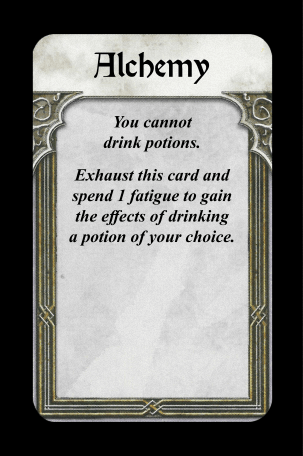 Alchemy
You cannot
drink potions.
Exhaust this card and
spend 1 fatigue to gain
the effects of drinking
a potion of your choice.